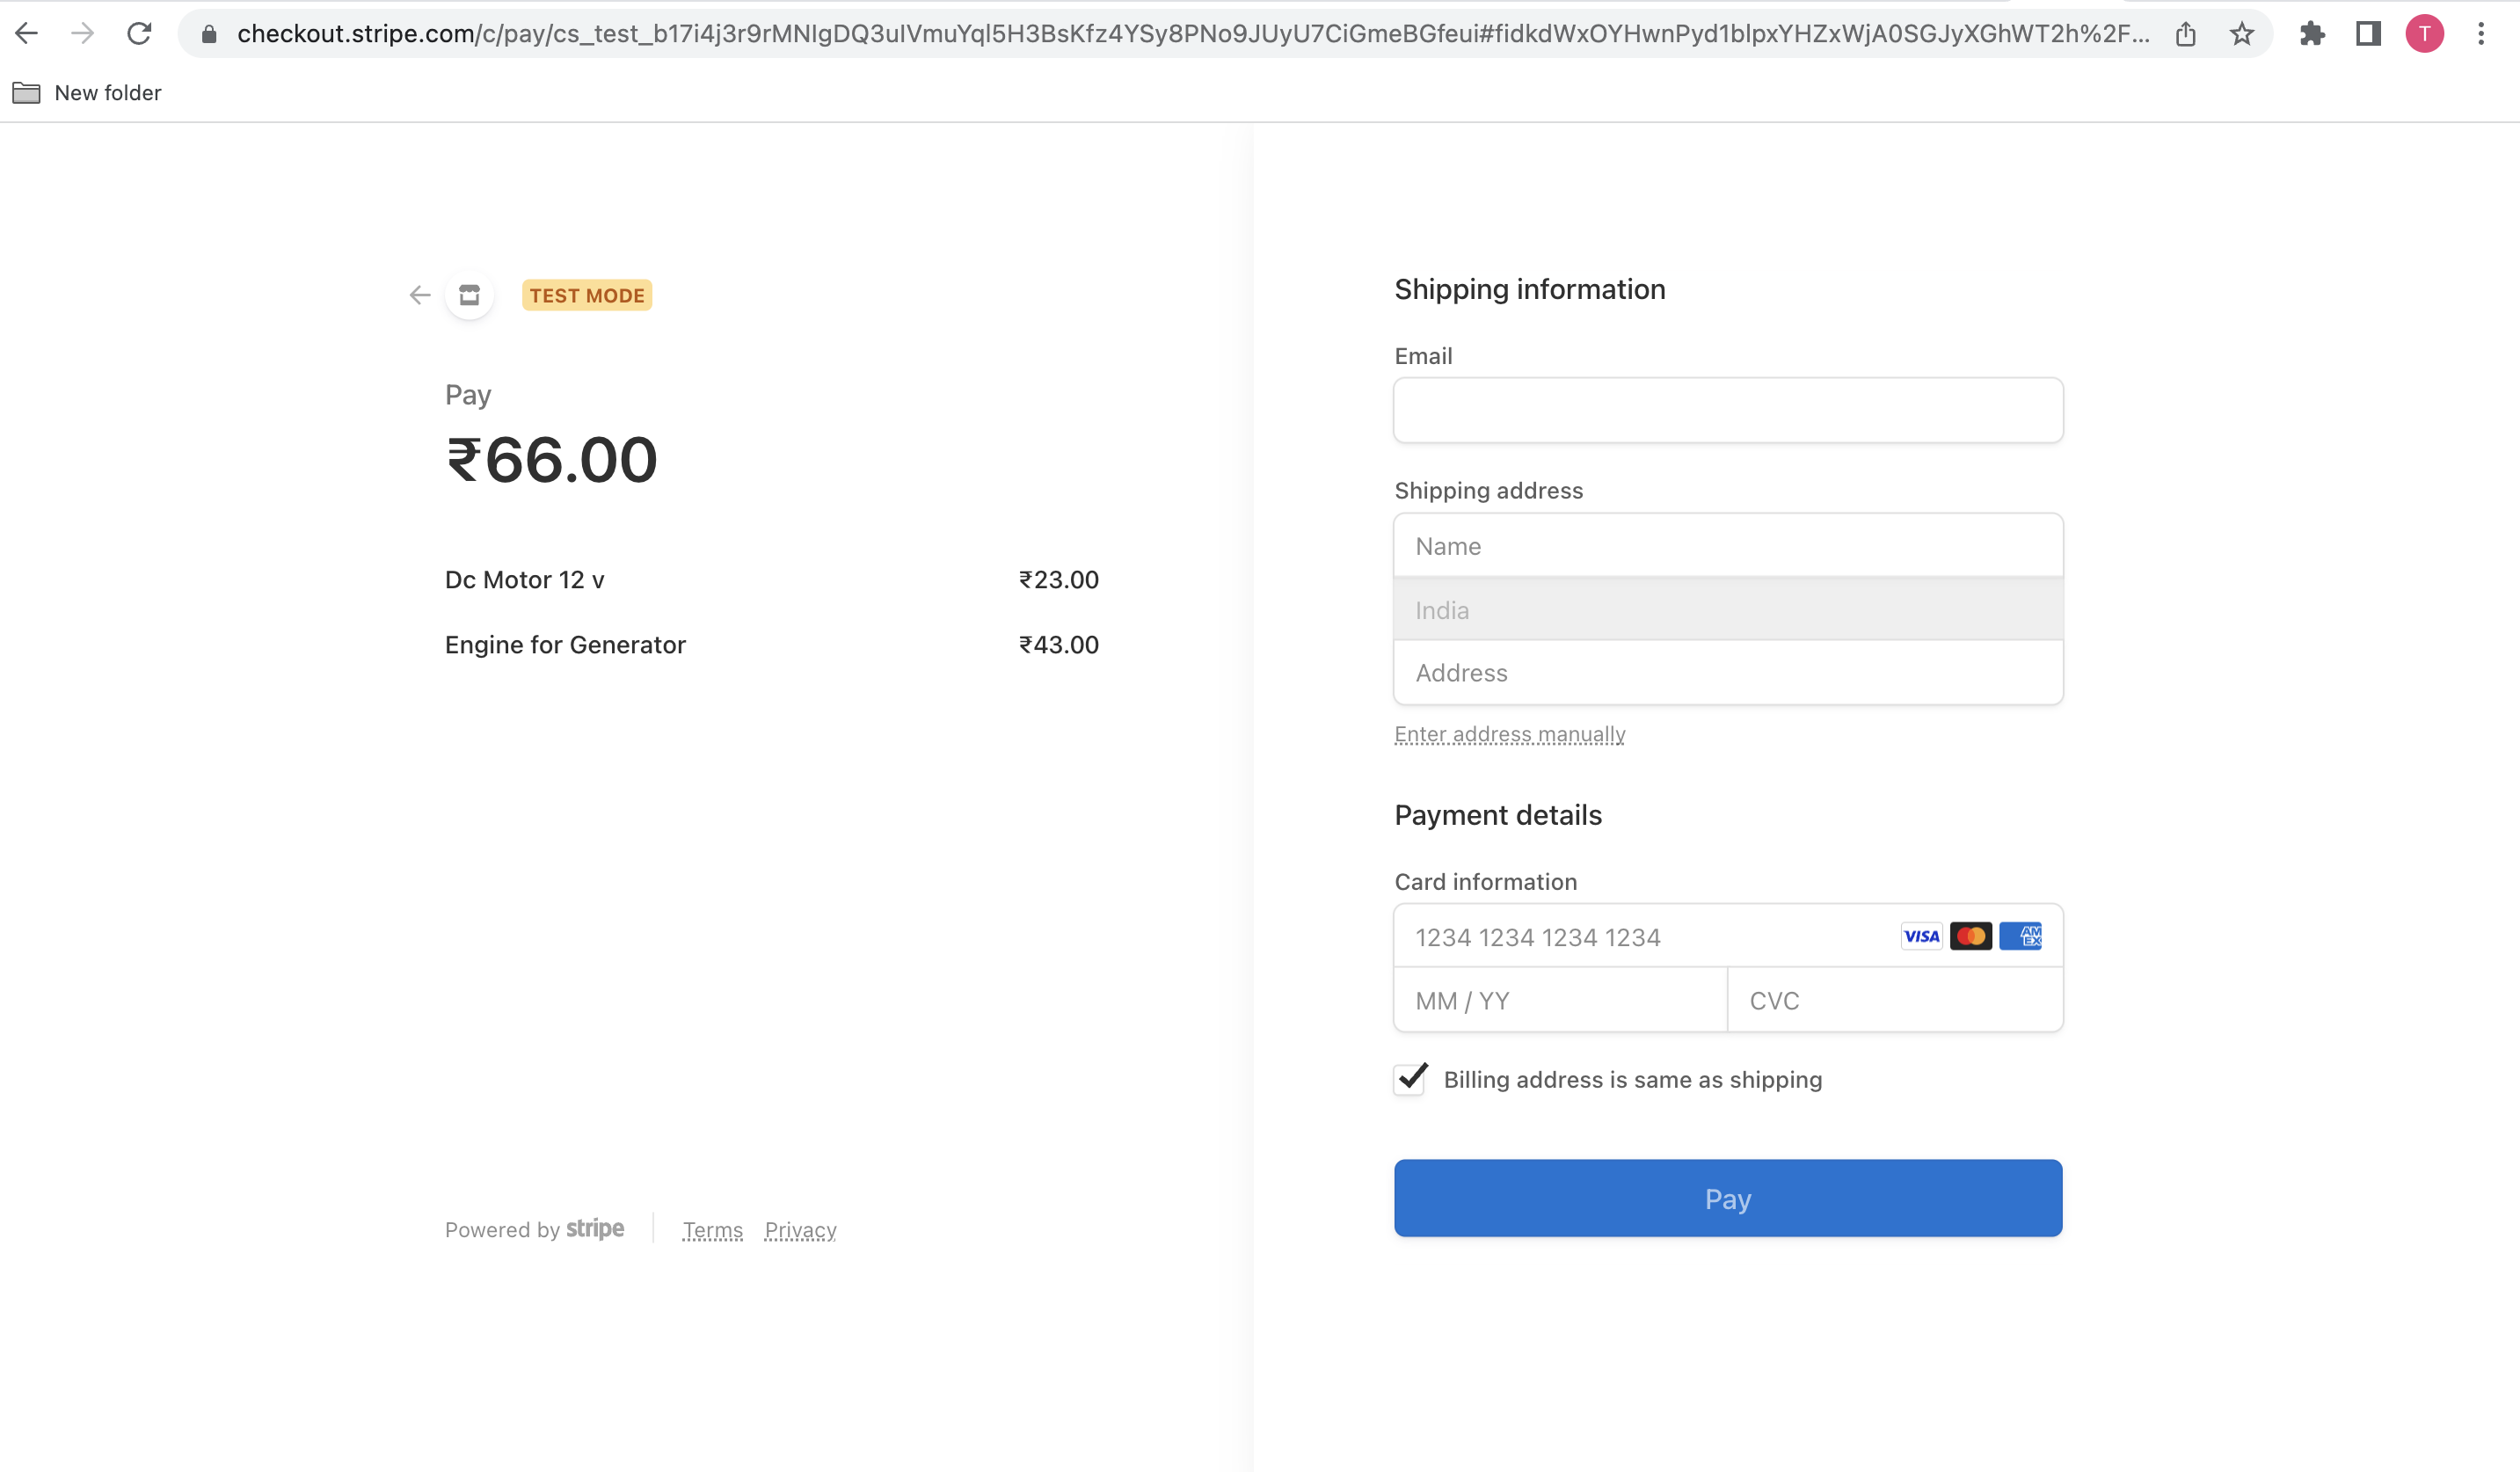 checkout.stripe.com/c/pay/cs_test_b17i4j3r9rMNIgDQ3uIVmuYql5H3BsKfz4YSy8PNo9JUyU7CiGmeBGfeui#fidkdWxOYHwnPyd1blpxYHZxWjA0SGJyXGhWT2h%2F...
T
New folder
TEST MODE
Pay
₹66.00
Dc Motor 12 v ₹23.00
Engine for Generator ₹43.00
Powered by stripe Terms Privacy
Shipping information
Email
Shipping address
Name
India
Address
Enter address manually
Payment details
Card information
1234 1234 1234 1234 VISA AM EX
MM / YY CVC
Billing address is same as shipping
Pay